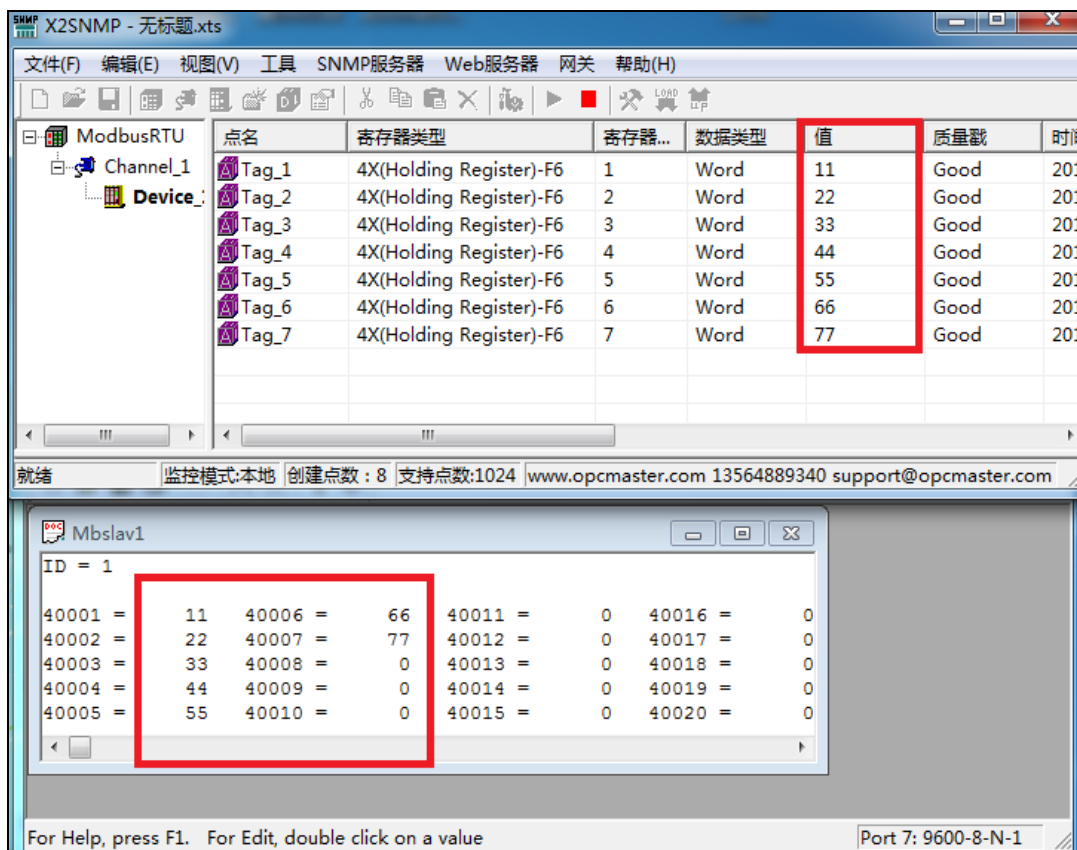 X2SNMP - 无标题.xts
文件(F) 编辑(E) 视图(V) 工具 SNMP服务器 Web服务器 网关 帮助(H)
ModbusRTU
Channel_1
Device_
点名 寄存器类型 寄存器... 数据类型 值 质量戳 时间
Tag_1 4X(Holding Register)-F6 1 Word 11 Good 201
Tag_2 4X(Holding Register)-F6 2 Word 22 Good 201
Tag_3 4X(Holding Register)-F6 3 Word 33 Good 201
Tag_4 4X(Holding Register)-F6 4 Word 44 Good 201
Tag_5 4X(Holding Register)-F6 5 Word 55 Good 201
Tag_6 4X(Holding Register)-F6 6 Word 66 Good 201
Tag_7 4X(Holding Register)-F6 7 Word 77 Good 201
就绪 监控模式:本地 创建点数：8 支持点数:1024 www.opcmaster.com 13564889340 support@opcmaster.com
Mbslav1
ID = 1
40001 = 11 40006 = 66 40011 = 0 40016 = 0
40002 = 22 40007 = 77 40012 = 0 40017 = 0
40003 = 33 40008 = 0 40013 = 0 40018 = 0
40004 = 44 40009 = 0 40014 = 0 40019 = 0
40005 = 55 40010 = 0 40015 = 0 40020 = 0
For Help, press F1. For Edit, double click on a value Port 7: 9600-8-N-1